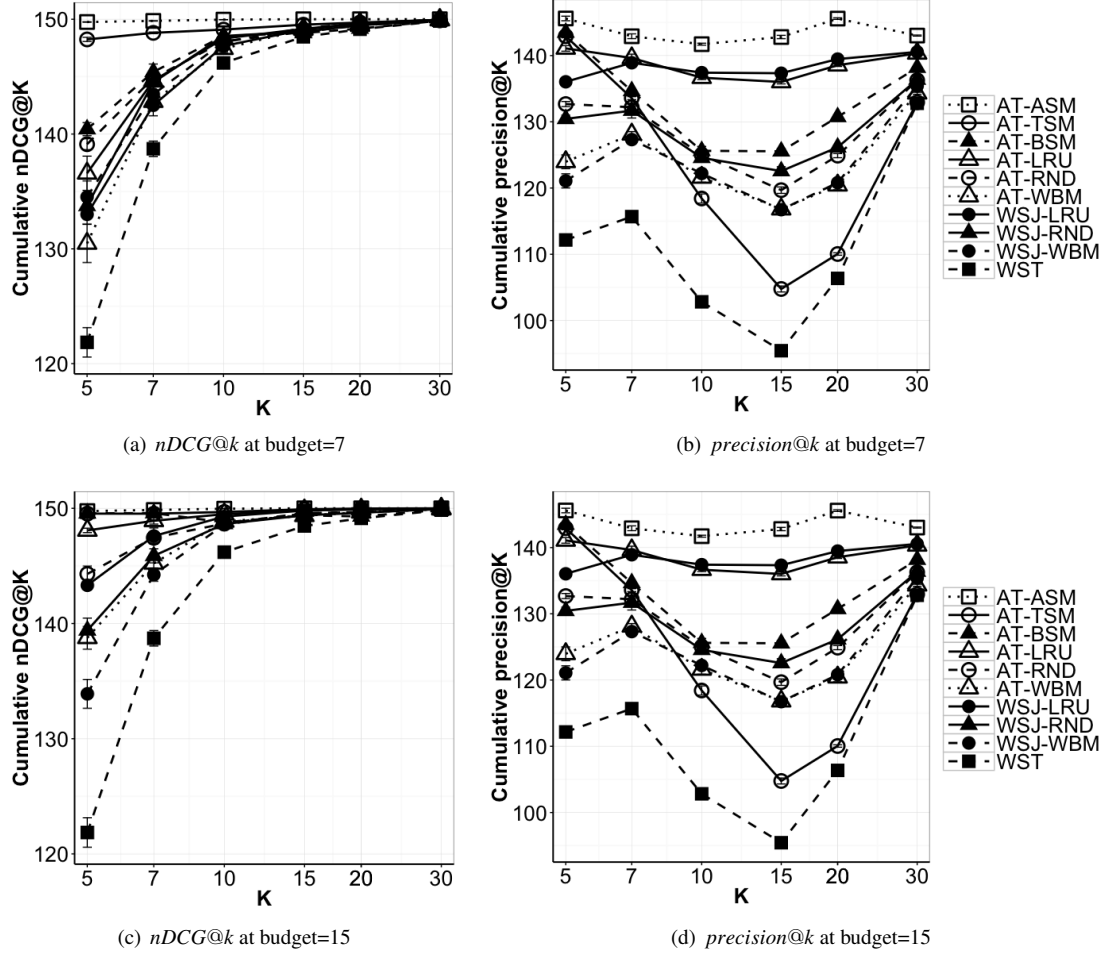 150
140
130
120
Cumulative nDCG@K
5 7 10 15 20 30
K
(a) nDCG@k at budget=7
140
130
120
110
100
Cumulative precision@K
5 7 10 15 20 30
K
(b) precision@k at budget=7
AT-ASM
AT-TSM
AT-BSM
AT-LRU
AT-RND
AT-WBM
WSJ-LRU
WSJ-RND
WSJ-WBM
WST
150
140
130
120
Cumulative nDCG@K
5 7 10 15 20 30
K
(c) nDCG@k at budget=15
140
130
120
110
100
Cumulative precision@K
5 7 10 15 20 30
K
(d) precision@k at budget=15
AT-ASM
AT-TSM
AT-BSM
AT-LRU
AT-RND
AT-WBM
WSJ-LRU
WSJ-RND
WSJ-WBM
WST